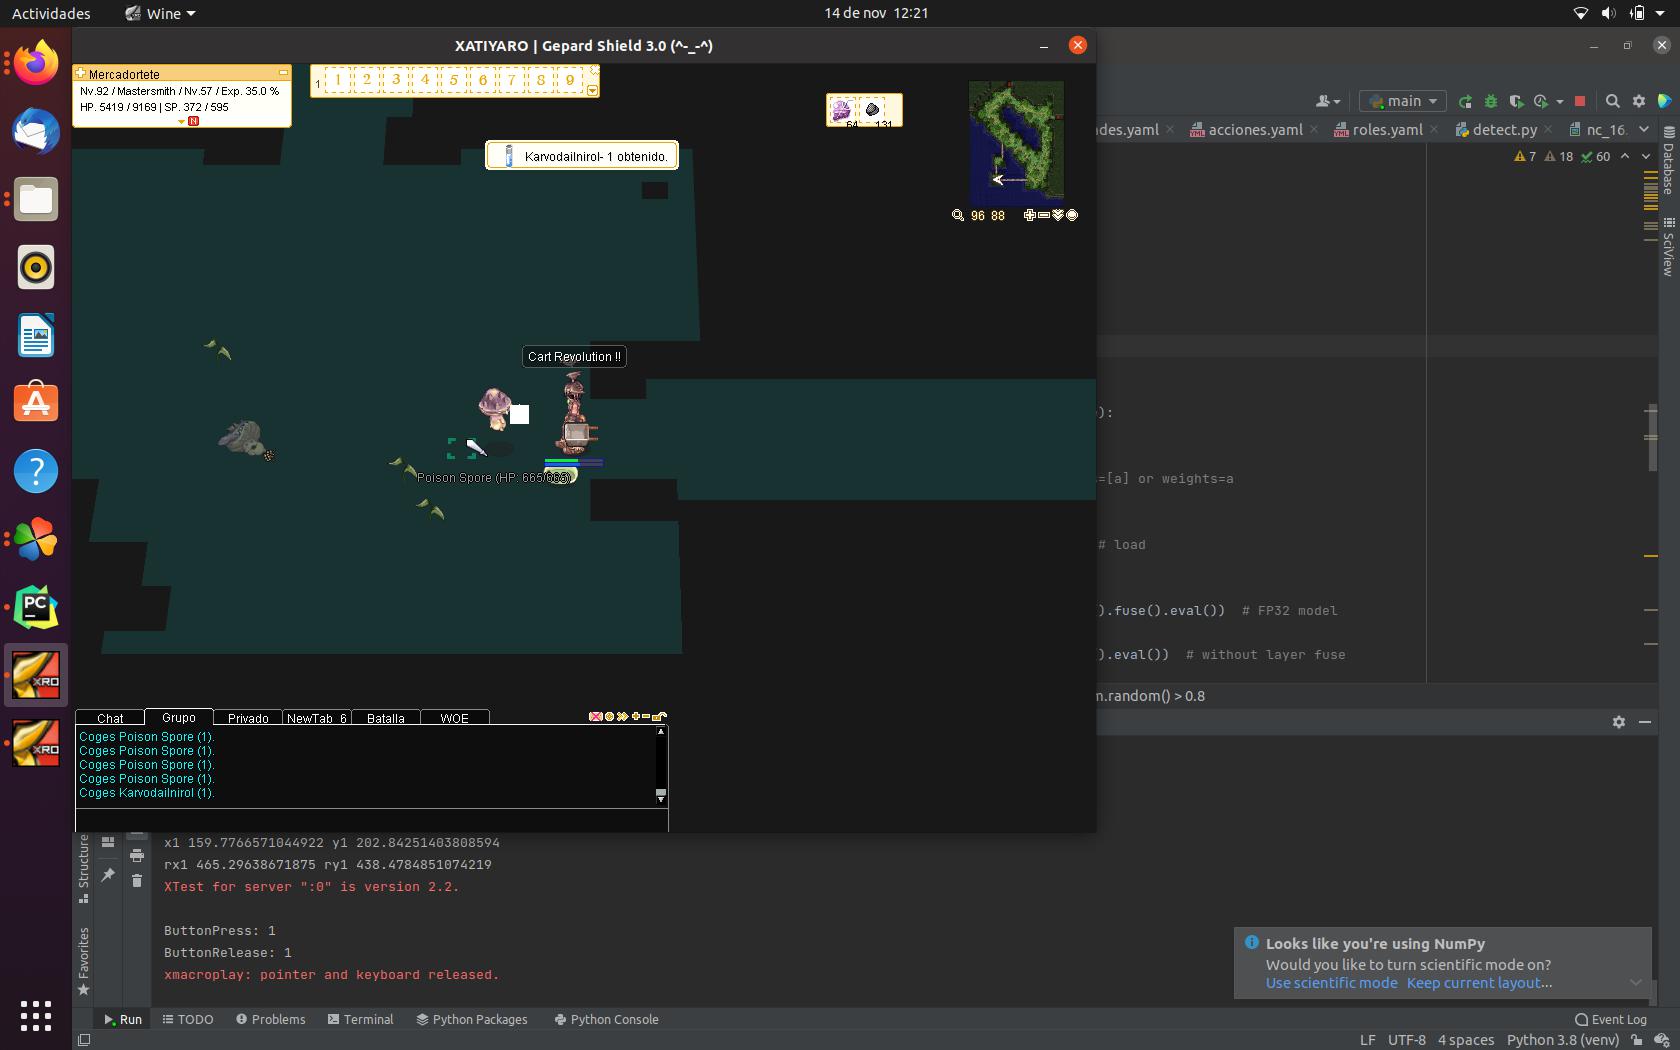 Actividades
Wine
14 de nov 12:21
XATIYARO | Gepard Shield 3.0 (^-_-^)
Mercadortete
Nv.92 / Mastersmith / Nv.57 / Exp. 35.0 %
HP. 5419 / 9169 | SP. 372 / 595
N
1 1 2 3 4 5 6 7 8 9
64 131
Karvodailnirol- 1 obtenido.
96 88
Cart Revolution !!
Poison Spore (HP: 665/665)
Chat Grupo Privado NewTab_6 Batalla WOE
Coges Poison Spore (1).
Coges Poison Spore (1).
Coges Poison Spore (1).
Coges Poison Spore (1).
Coges Karvodailnirol (1).
main
des.yaml acciones.yaml roles.yaml detect.py nc_16.
7 18 60
Database
SciView
):
=[a] or weights=a
# load
).fuse().eval()) # FP32 model
).eval()) # without layer fuse
m.random() > 0.8
PC
XRO
XRO
Structure
Favorites
x1 159.7766571044922 y1 202.84251403808594
rx1 465.29638671875 ry1 438.4784851074219
XTest for server ":0" is version 2.2.
ButtonPress: 1
ButtonRelease: 1
xmacroplay: pointer and keyboard released.
Looks like you're using NumPy
Would you like to turn scientific mode on?
Use scientific mode Keep current layout...
Run TODO Problems Terminal Python Packages Python Console
Event Log
LF UTF-8 4 spaces Python 3.8 (venv)